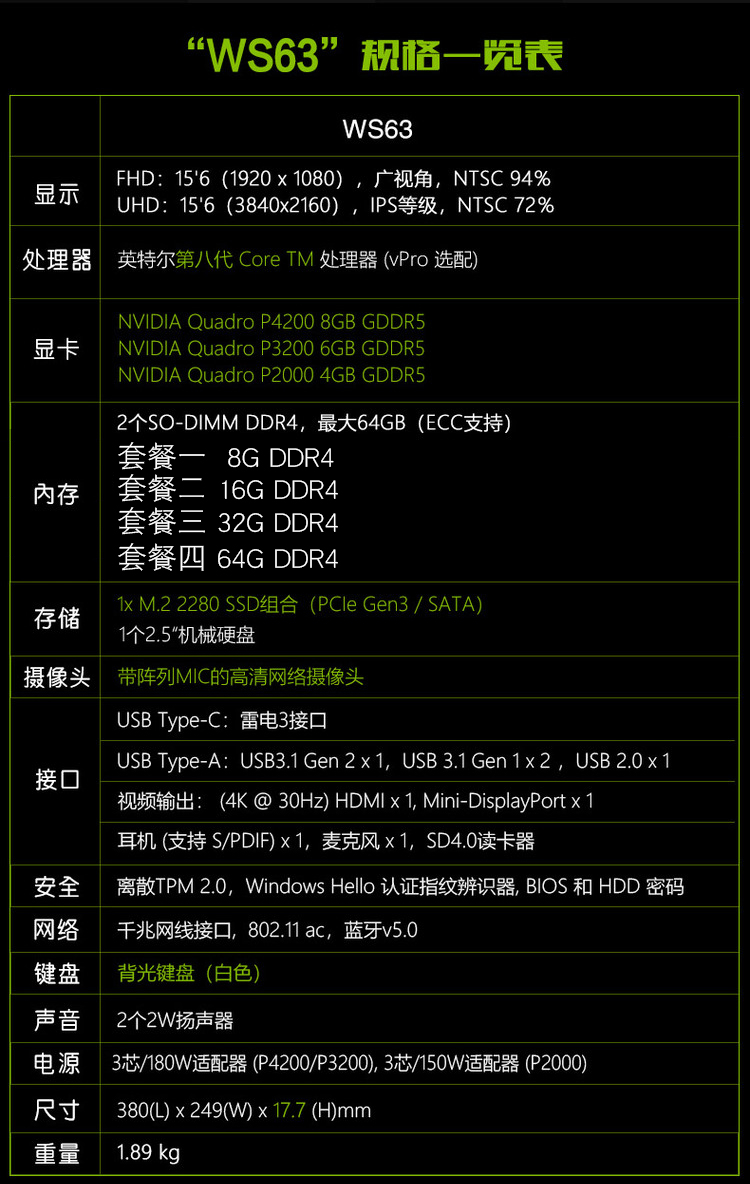 “WS63” 规格一览表
WS63
显示
FHD：15'6（1920 x 1080），广视角，NTSC 94%
UHD：15'6（3840x2160），IPS等级，NTSC 72%
处理器
英特尔第八代 Core TM 处理器 (vPro 选配)
显卡
NVIDIA Quadro P4200 8GB GDDR5
NVIDIA Quadro P3200 6GB GDDR5
NVIDIA Quadro P2000 4GB GDDR5
內存
2个SO-DIMM DDR4，最大64GB（ECC支持）
套餐一 8G DDR4
套餐二 16G DDR4
套餐三 32G DDR4
套餐四 64G DDR4
存储
1x M.2 2280 SSD组合（PCIe Gen3 / SATA）
1个2.5“机械硬盘
摄像头
带阵列MIC的高清网络摄像头
接口
USB Type-C：雷电3接口
USB Type-A：USB3.1 Gen 2 x 1，USB 3.1 Gen 1 x 2 ，USB 2.0 x 1
视频输出： (4K @ 30Hz) HDMI x 1, Mini-DisplayPort x 1
耳机 (支持 S/PDIF) x 1，麦克风 x 1，SD4.0读卡器
安全
离散TPM 2.0，Windows Hello 认证指纹辨识器, BIOS 和 HDD 密码
网络
千兆网线接口, 802.11 ac，蓝牙v5.0
键盘
背光键盘（白色）
声音
2个2W扬声器
电源
3芯/180W适配器 (P4200/P3200), 3芯/150W适配器 (P2000)
尺寸
380(L) x 249(W) x 17.7 (H)mm
重量
1.89 kg